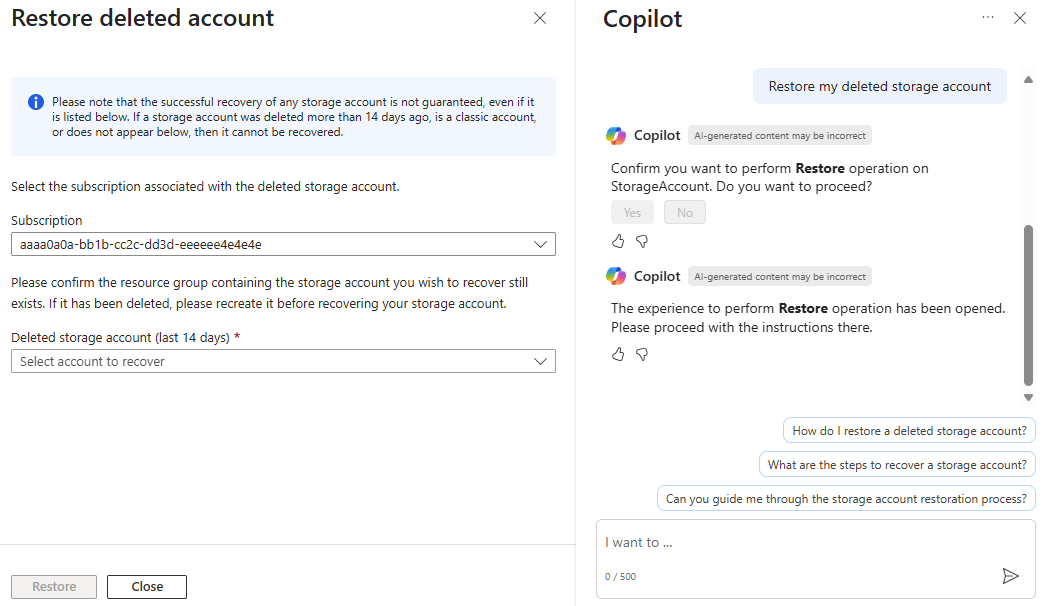 Restore deleted account
Please note that the successful recovery of any storage account is not guaranteed, even if it
is listed below. If a storage account was deleted more than 14 days ago, is a classic account,
or does not appear below, then it cannot be recovered.
Select the subscription associated with the deleted storage account.
Subscription
aaaa0a0a-bb1b-cc2c-dd3d-eeeeee4e4e4e
Please confirm the resource group containing the storage account you wish to recover still
exists. If it has been deleted, please recreate it before recovering your storage account.
Deleted storage account (last 14 days) *
Select account to recover
Restore
Close
Copilot
Restore my deleted storage account
Copilot
AI-generated content may be incorrect
Confirm you want to perform Restore operation on
StorageAccount. Do you want to proceed?
Yes
No
Copilot
AI-generated content may be incorrect
The experience to perform Restore operation has been opened.
Please proceed with the instructions there.
How do I restore a deleted storage account?
What are the steps to recover a storage account?
Can you guide me through the storage account restoration process?
I want to ...
0 / 500